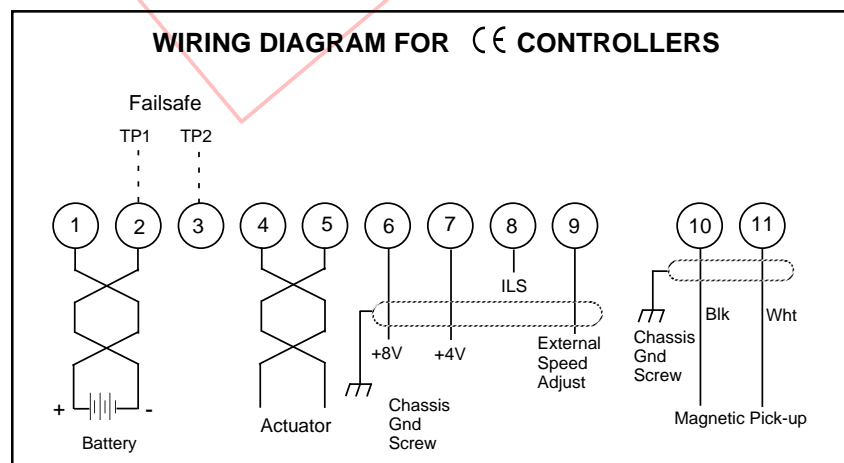 WIRING DIAGRAM FOR CE CONTROLLERS
Failsafe
TP1 TP2
1 2 3 4 5 6 7 8 9 10 11
ILS
Blk Wht
+8V +4V
External
Speed
Adjust
Chassis
Gnd
Screw
Chassis
Gnd
Screw
+ -
Battery
Actuator
Magnetic Pick-up